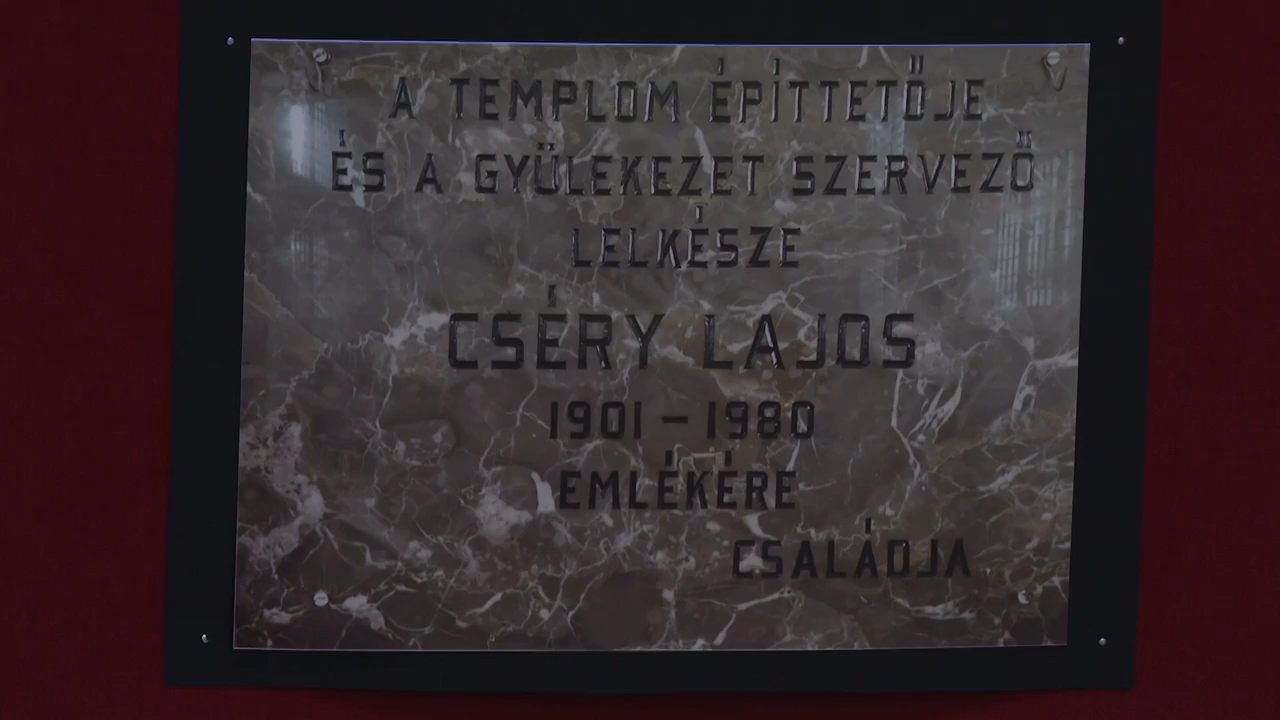 A TEMPLOM ÉPÍTTETŐJE
ÉS A GYÜLEKEZET SZERVEZŐ
LELKÉSZE
CSÉRY LAJOS
1901 – 1980
EMLÉKÉRE
CSALÁDJA